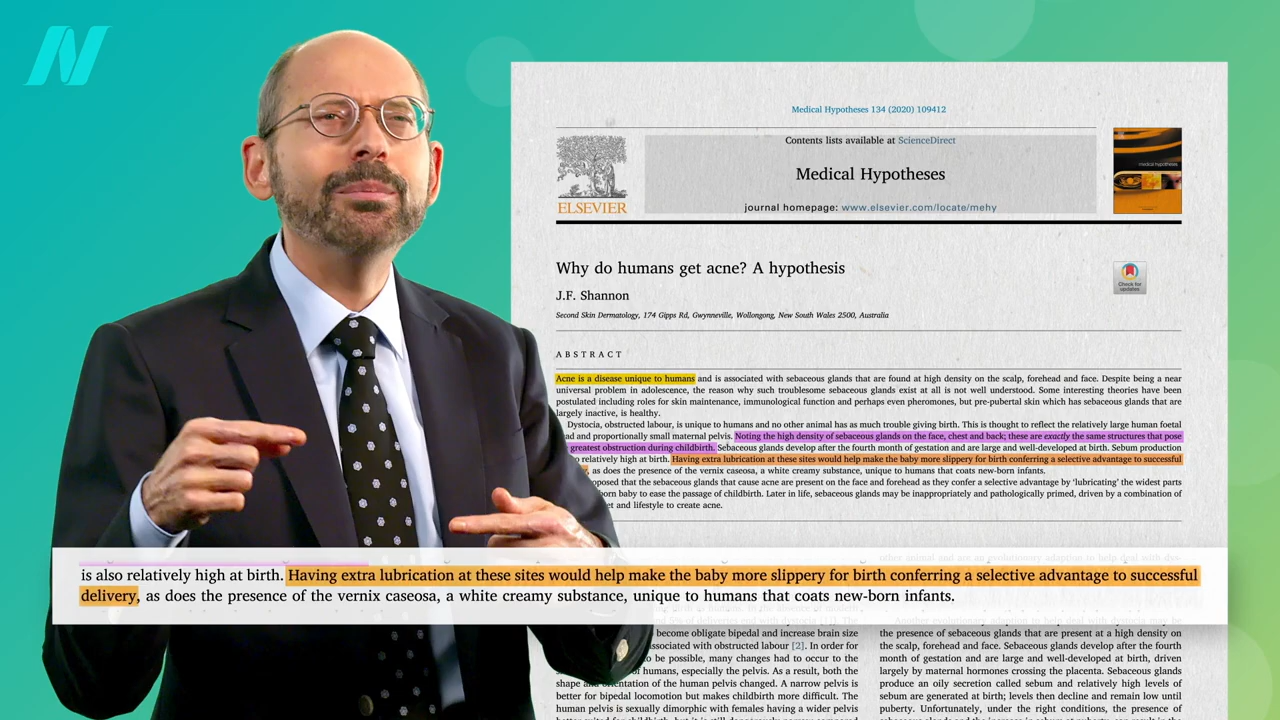 Medical Hypotheses 134 (2020) 109412
Contents lists available at ScienceDirect
Medical Hypotheses
journal homepage: www.elsevier.com/locate/mehy
ELSEVIER
medical hypotheses
Why do humans get acne? A hypothesis
Check for
updates
J.F. Shannon
Second Skin Dermatology, 174 Gipps Rd, Gwynneville, Wollongong, New South Wales 2500, Australia
ABSTRACT
Acne is a disease unique to humans and is associated with sebaceous glands that are found at high density on the scalp, forehead and face. Despite being a near
universal problem in adolescence, the reason why such troublesome sebaceous glands exist at all is not well understood. Some interesting theories have been
postulated including roles for skin maintenance, immunological function and perhaps even pheromones, but pre-pubertal skin which has sebaceous glands that are
largely inactive, is healthy.
Dystocia, obstructed labour, is unique to humans and no other animal has as much trouble giving birth. This is thought to reflect the relatively large human foetal
and proportionally small maternal pelvis. Noting the high density of sebaceous glands on the face, chest and back; these are exactly the same structures that pose
greatest obstruction during childbirth. Sebaceous glands develop after the fourth month of gestation and are large and well-developed at birth. Sebum production
relatively high at birth. Having extra lubrication at these sites would help make the baby more slippery for birth conferring a selective advantage to successful
, as does the presence of the vernix caseosa, a white creamy substance, unique to humans that coats new-born infants.
posed that the sebaceous glands that cause acne are present on the face and forehead as they confer a selective advantage by 'lubricating' the widest parts
born baby to ease the passage of childbirth. Later in life, sebaceous glands may be inappropriately and pathologically primed, driven by a combination of
et and lifestyle to create acne.
is also relatively high at birth. Having extra lubrication at these sites would help make the baby more slippery for birth conferring a selective advantage to successful
delivery, as does the presence of the vernix caseosa, a white creamy substance, unique to humans that coats new-born infants.
become obligate bipedal and increase brain size
associated with obstructed labour [2]. In order for
to be possible, many changes had to occur to the
of humans, especially the pelvis. As a result, both the
shape orientation of the human pelvis changed. A narrow pelvis is
better for bipedal locomotion but makes childbirth more difficult. The
human pelvis is sexually dimorphic with females having a wider pelvis
other animal and are an evolutionary adaption to help deal with dys-
the presence of sebaceous glands that are present at a high density on
the scalp, forehead and face. Sebaceous glands develop after the fourth
month of gestation and are large and well-developed at birth, driven
largely by maternal hormones crossing the placenta. Sebaceous glands
produce an oily secretion called sebum and relatively high levels of
sebum are generated at birth; levels then decline and remain low until
puberty. Unfortunately, under the right conditions, the presence of